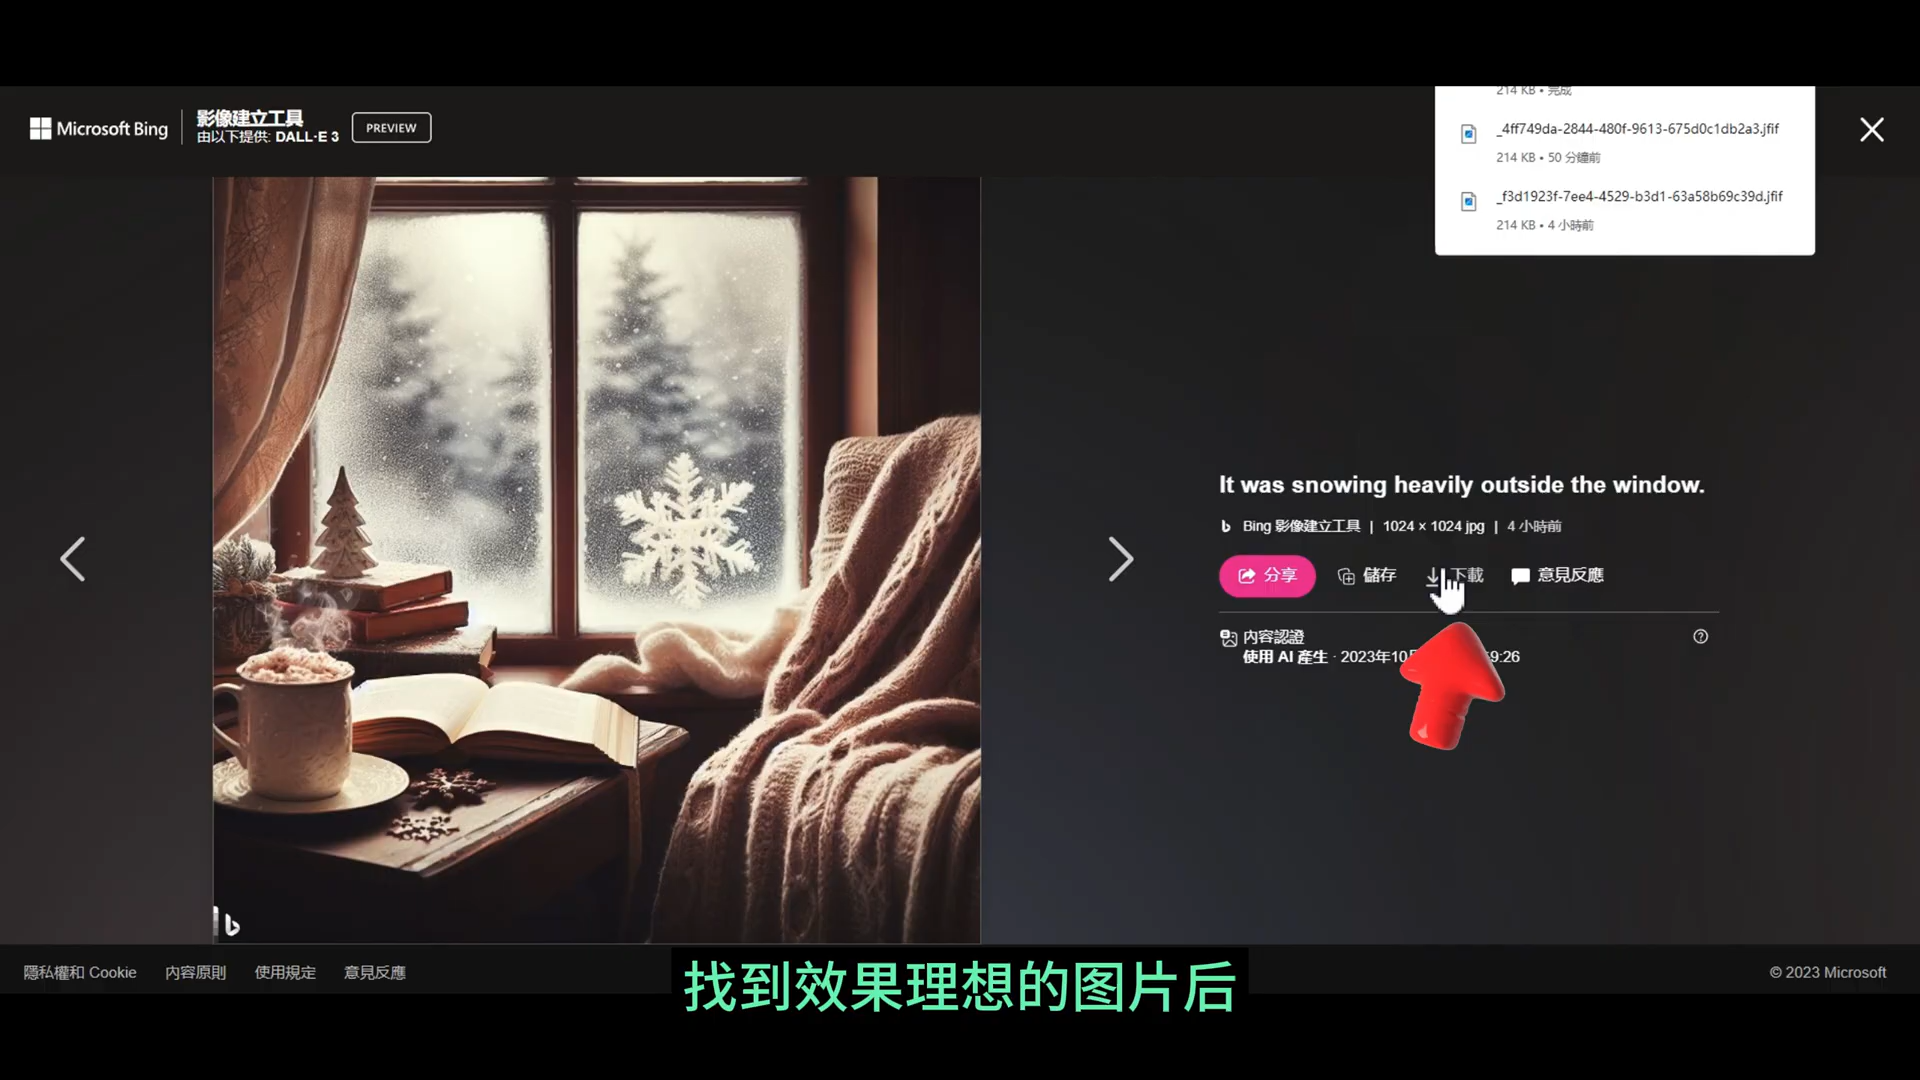 Microsoft Bing
影像建立工具
由以下提供: DALL·E 3
PREVIEW
214 KB • 完成
_4ff749da-2844-480f-9613-675d0c1db2a3.jfif
214 KB • 50 分鐘前
_f3d1923f-7ee4-4529-b3d1-63a58b69c39d.jfif
214 KB • 4 小時前
It was snowing heavily outside the window.
Bing 影像建立工具 | 1024 × 1024 jpg | 4 小時前
分享 儲存 下載 意見反應
內容認證
使用 AI 產生 · 2023年10 9:26
隱私權和 Cookie 內容原則 使用規定 意見反應
© 2023 Microsoft
找到效果理想的图片后